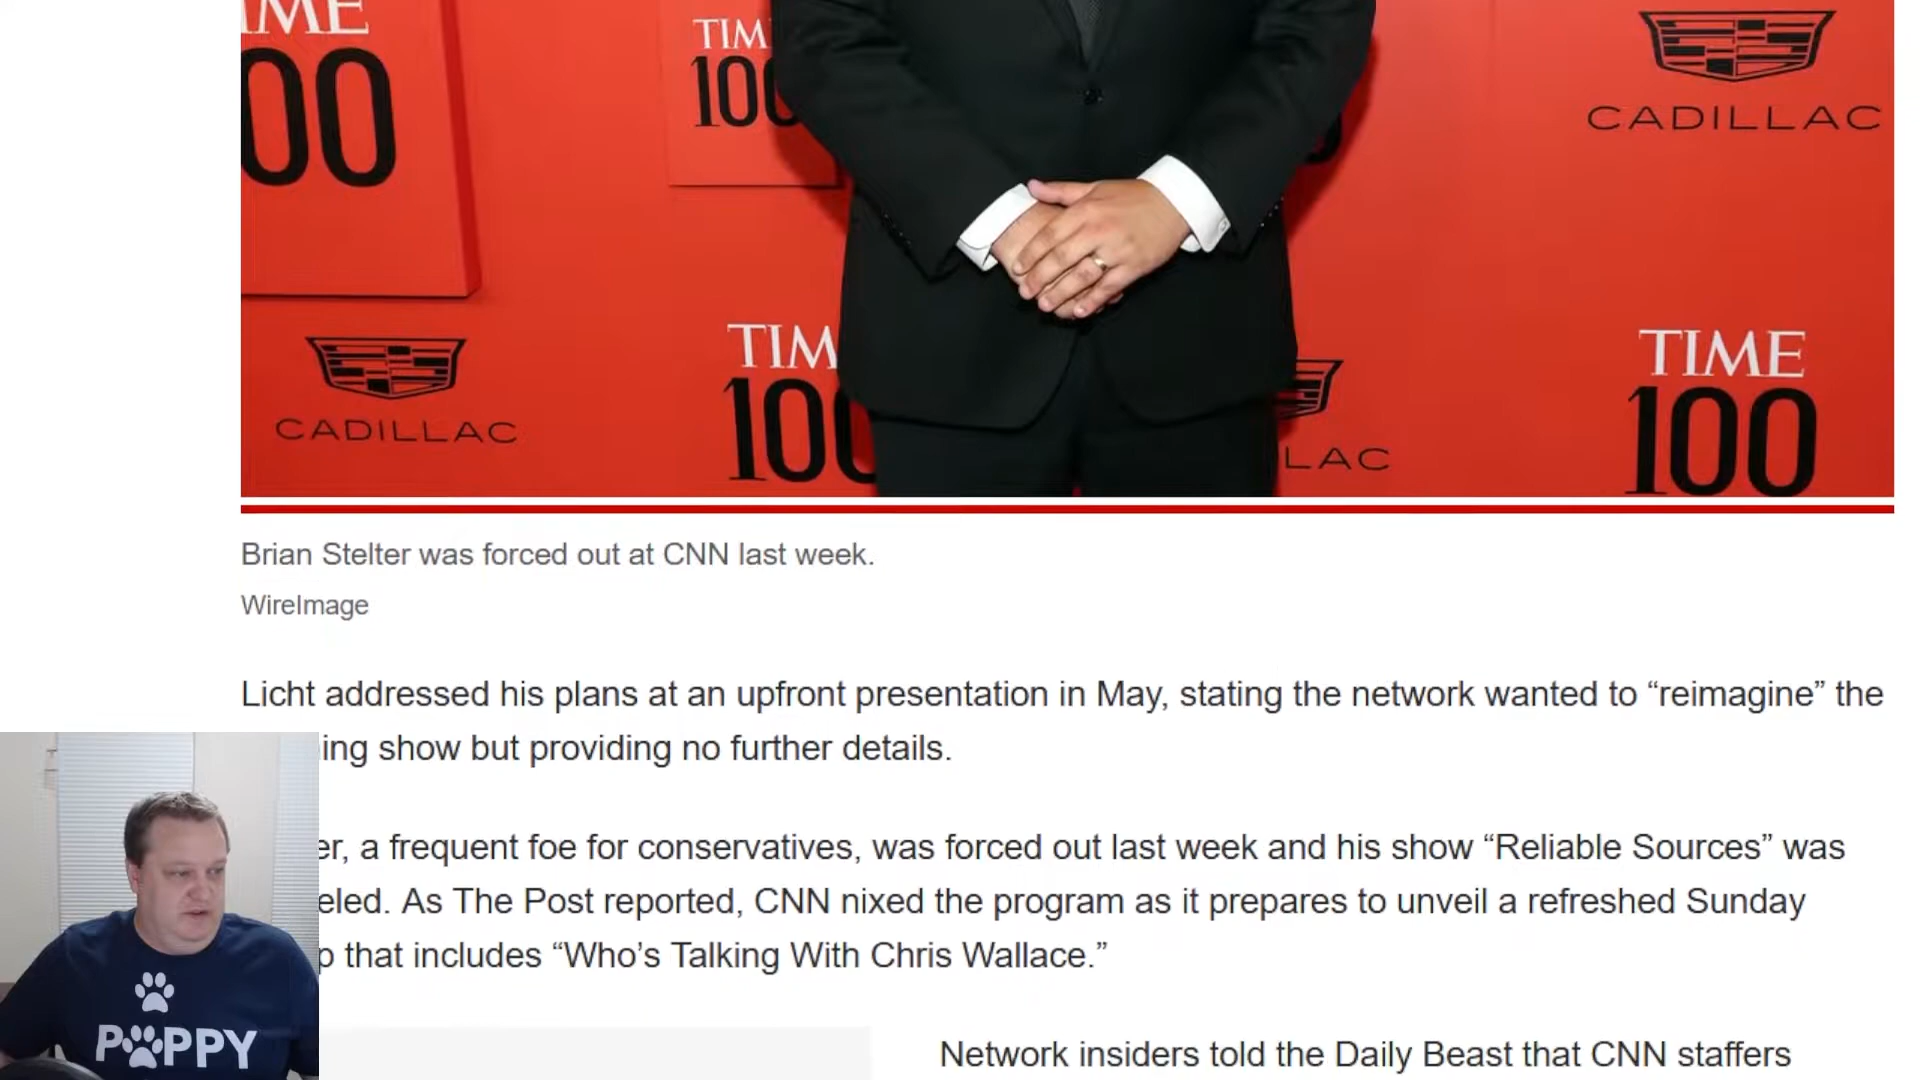 IME
00
TIM
100
CADILLAC
CADILLAC
TIM
100
LAC
TIME
100
Brian Stelter was forced out at CNN last week.
WireImage
Licht addressed his plans at an upfront presentation in May, stating the network wanted to “reimagine” the
ing show but providing no further details.
er, a frequent foe for conservatives, was forced out last week and his show “Reliable Sources” was
eled. As The Post reported, CNN nixed the program as it prepares to unveil a refreshed Sunday
p that includes “Who’s Talking With Chris Wallace.”
Network insiders told the Daily Beast that CNN staffers
PAPPY